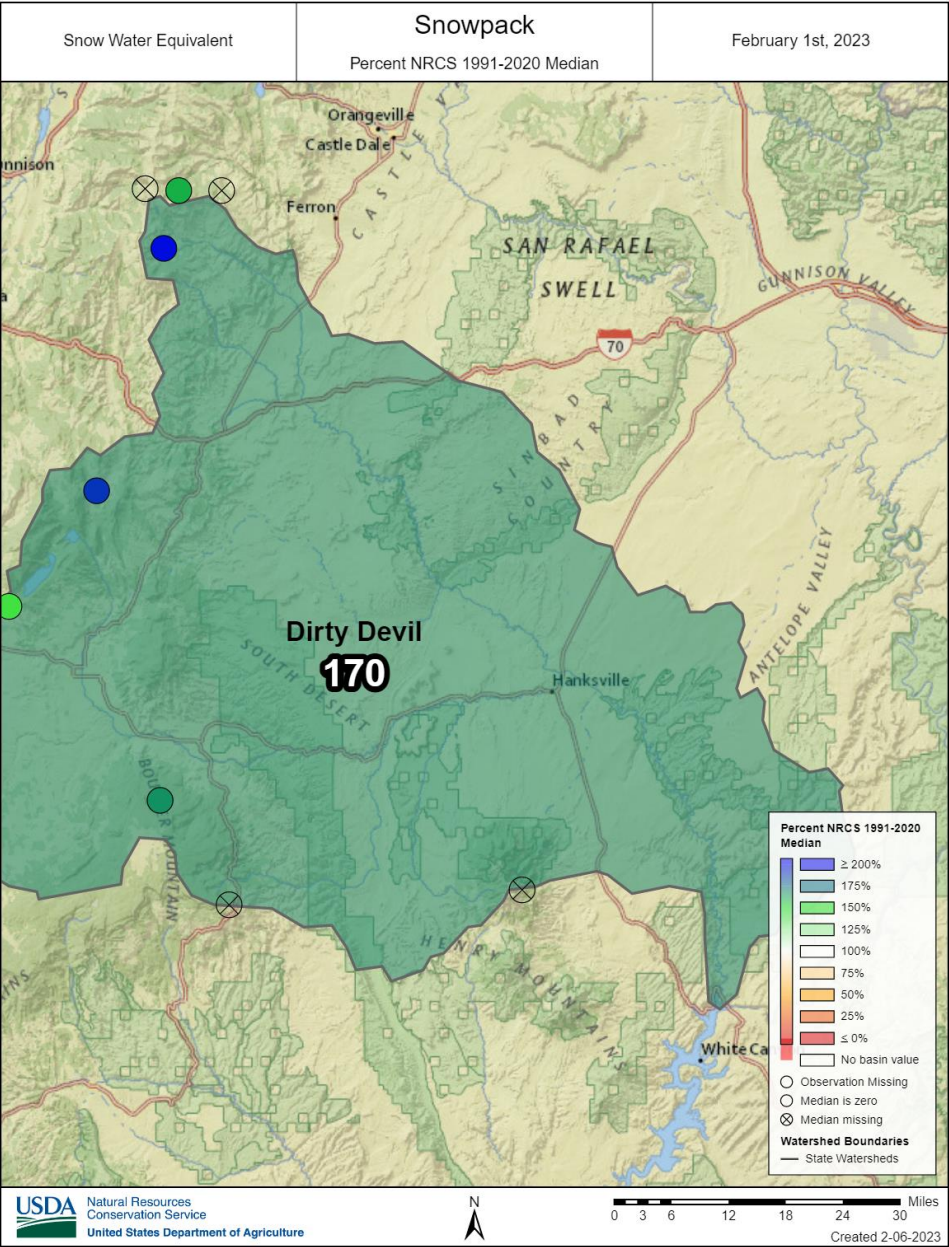 Snow Water Equivalent
Snowpack
Percent NRCS 1991-2020 Median
February 1st, 2023
Orangeville
Castle Dale
CASTLE V
nnison
Ferron
SAN RAFAEL
SWELL
GUNNISON VALLEY
70
SINBAD
COUNTRY
ANTELOPE VALLEY
Dirty Devil
170
SOUTH DESERT
Hanksville
MOUNTAIN
HENRY MOUNTAINS
INS
White Ca
Percent NRCS 1991-2020
Median
≥ 200%
175%
150%
125%
100%
75%
50%
25%
≤ 0%
No basin value
Observation Missing
Median is zero
Median missing
Watershed Boundaries
State Watersheds
USDA
Natural Resources
Conservation Service
United States Department of Agriculture
N
Miles
0 3 6 12 18 24 30
Created 2-06-2023